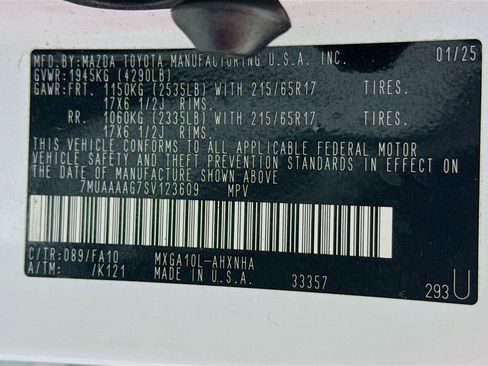 MFD.BY:MAZDA TOYOTA MANUFACTURING U.S.A. INC. 01/25
GVWR:1945KG (4290LB)
GAWR:FRT. 1150KG (2535LB) WITH 215/65R17 TIRES.
17X6 1/2J RIMS.
RR. 1060KG (2335LB) WITH 215/65R17 TIRES.
17X6 1/2J RIMS.
THIS VEHICLE CONFORMS TO ALL APPLICABLE FEDERAL MOTOR
VEHICLE SAFETY AND THEFT PREVENTION STANDARDS IN EFFECT ON
THE DATE OF MANUFACTURE SHOWN ABOVE.
7MUAAAAG7SV123609 MPV
C/TR:089/FA10 MXGA10L-AHXNHA
A/TM: /K121 MADE IN U.S.A. 33357 293U